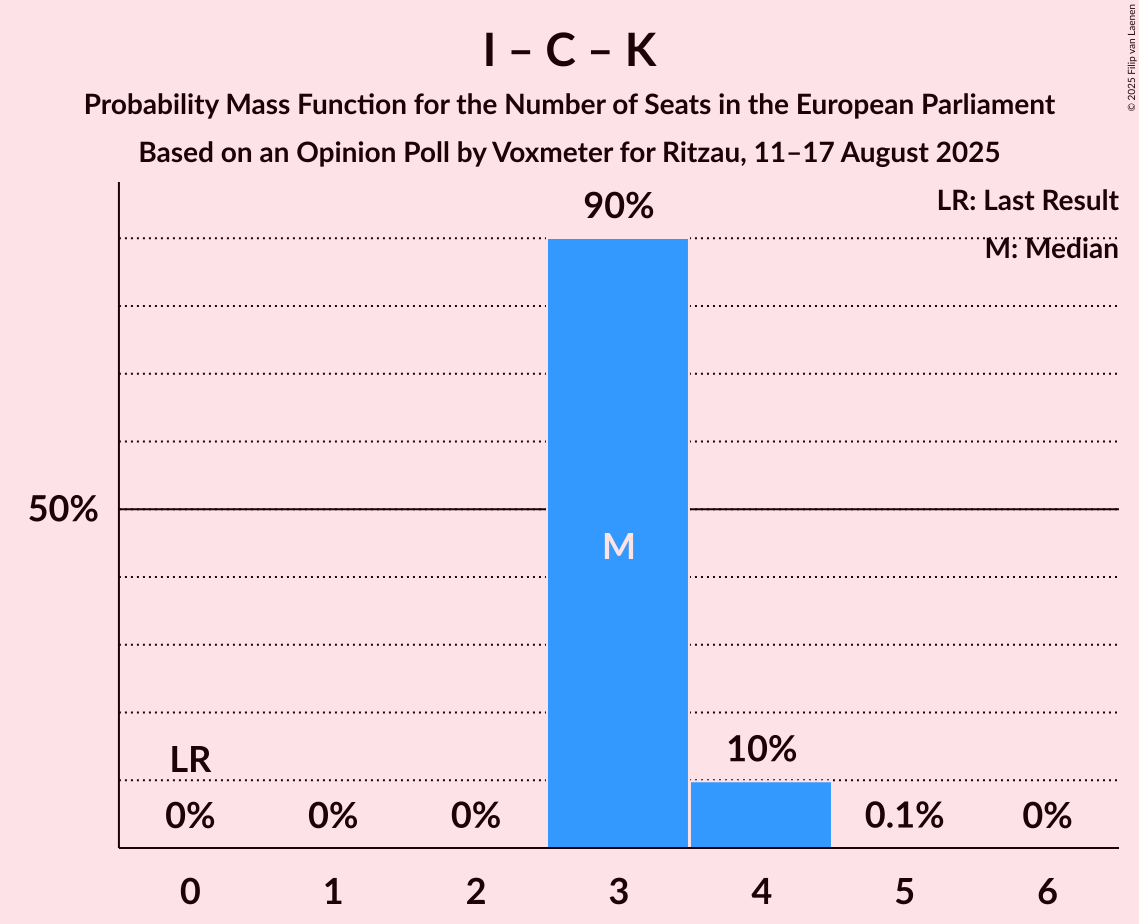 I – C – K
Probability Mass Function for the Number of Seats in the European Parliament
Based on an Opinion Poll by Voxmeter for Ritzau, 11–17 August 2025
© 2025 Filip van Laenen
LR: Last Result
M: Median
90%
50%
M
LR
10%
0%
0%
0%
0.1%
0%
0
1
2
3
4
5
6